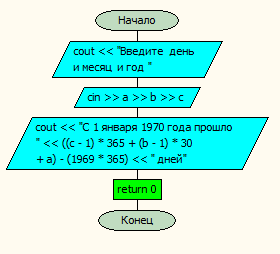 Начало
cout << "Введите день
и месяц и год "
cin >> a >> b >> c
cout << "С 1 января 1970 года прошло
" << ((c - 1) * 365 + (b - 1) * 30
+ a) - (1969 * 365) << " дней"
return 0
Конец